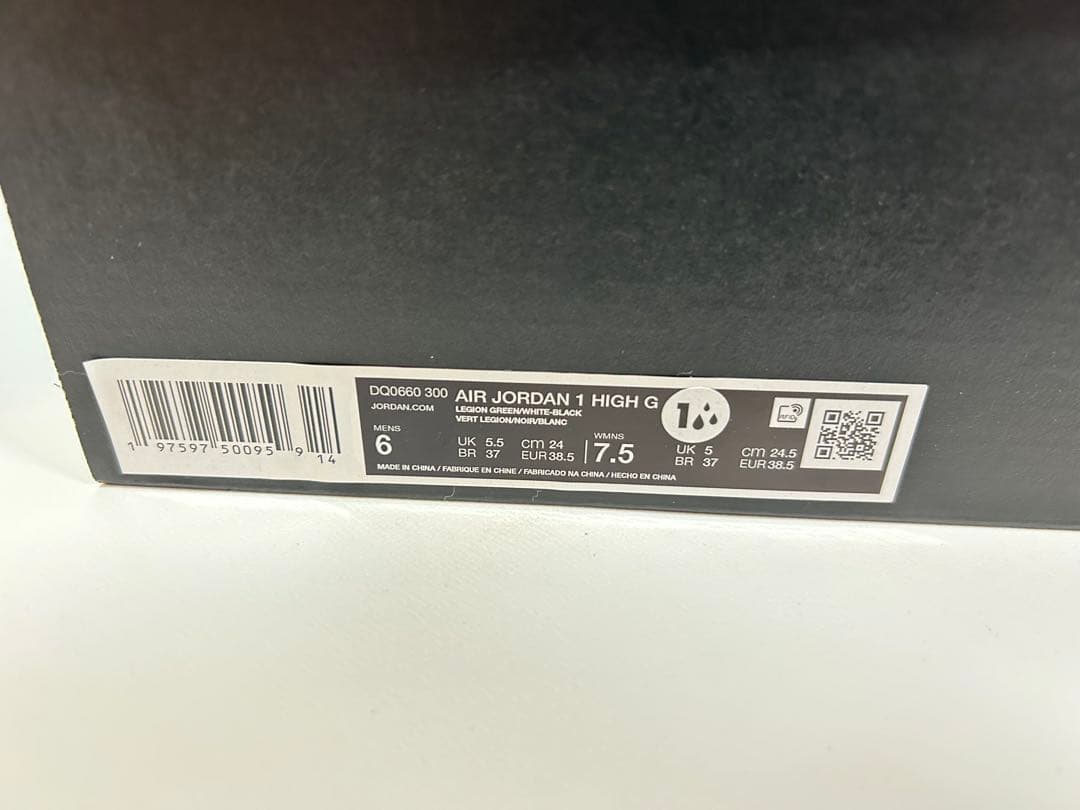 1 97597 50095 9 14
DQ0660 300 AIR JORDAN 1 HIGH G
JORDAN.COM
LEGION GREEN/WHITE-BLACK
VERT LEGION/NOIR/BLANC
1
RFID
MENS
6
UK 5.5
BR 37
cm 24
EUR 38.5
WMNS
7.5
UK 5
BR 37
cm 24.5
EUR 38.5
MADE IN CHINA / FABRIQUE EN CHINE / FABRICADO NA CHINA / HECHO EN CHINA